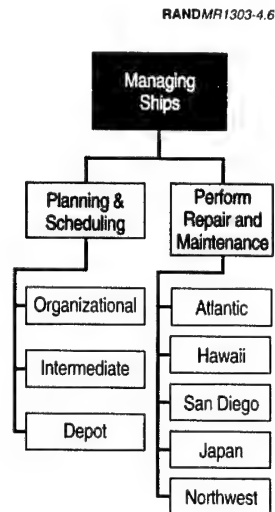 RANDMR1303-4.6
Managing
Ships
Planning &
Scheduling
Organizational
Intermediate
Depot
Perform
Repair and
Maintenance
Atlantic
Hawaii
San Diego
Japan
Northwest